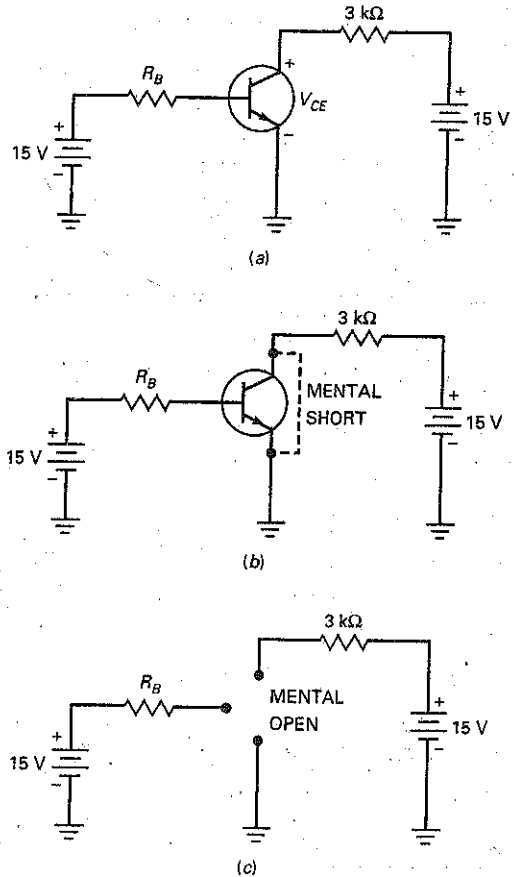 3 kΩ
R_B
+
V_CE
+
+
15 V
15 V
−
−
−
(a)
3 kΩ
R_B
MENTAL
SHORT
+
+
15 V
15 V
−
−
(b)
3 kΩ
R_B
MENTAL
OPEN
+
+
15 V
15 V
−
−
(c)